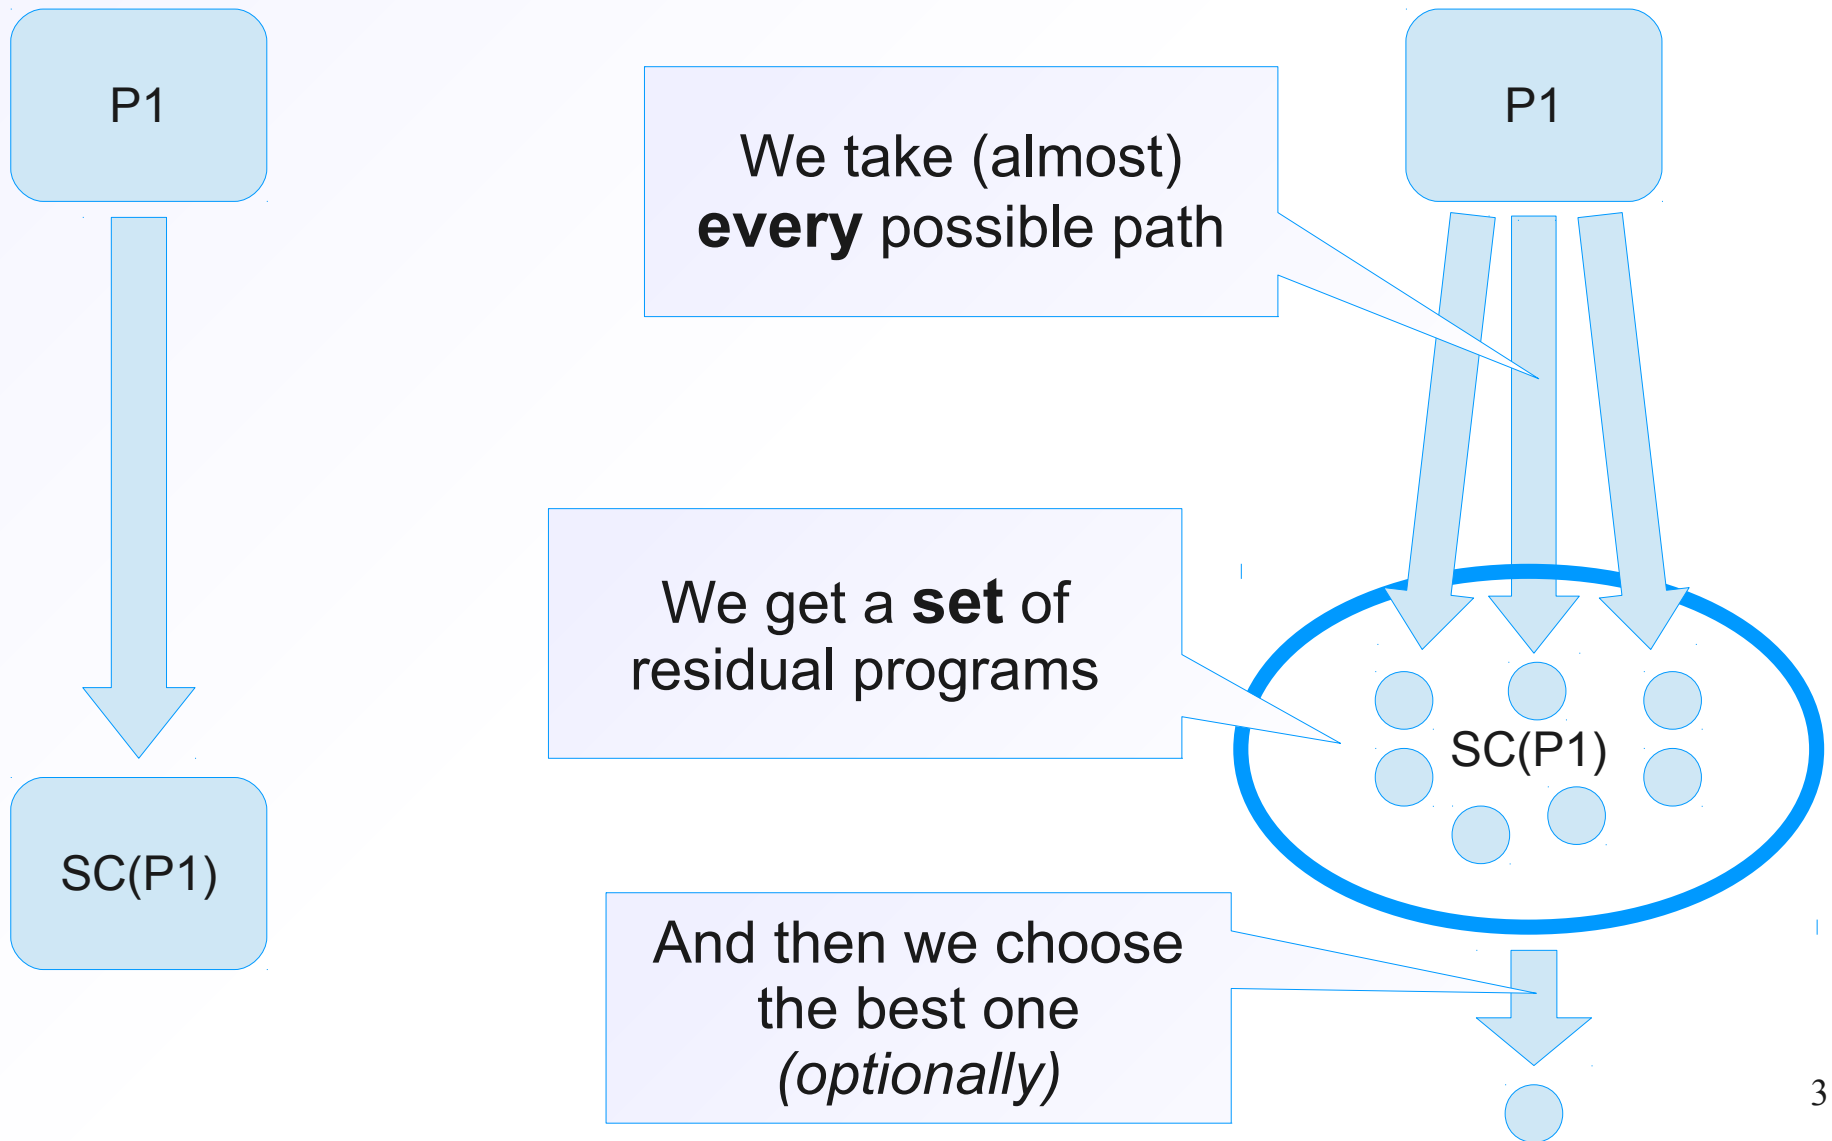 P1
SC(P1)
We take (almost)
every possible path
P1
We get a set of
residual programs
SC(P1)
And then we choose
the best one
(optionally)
3